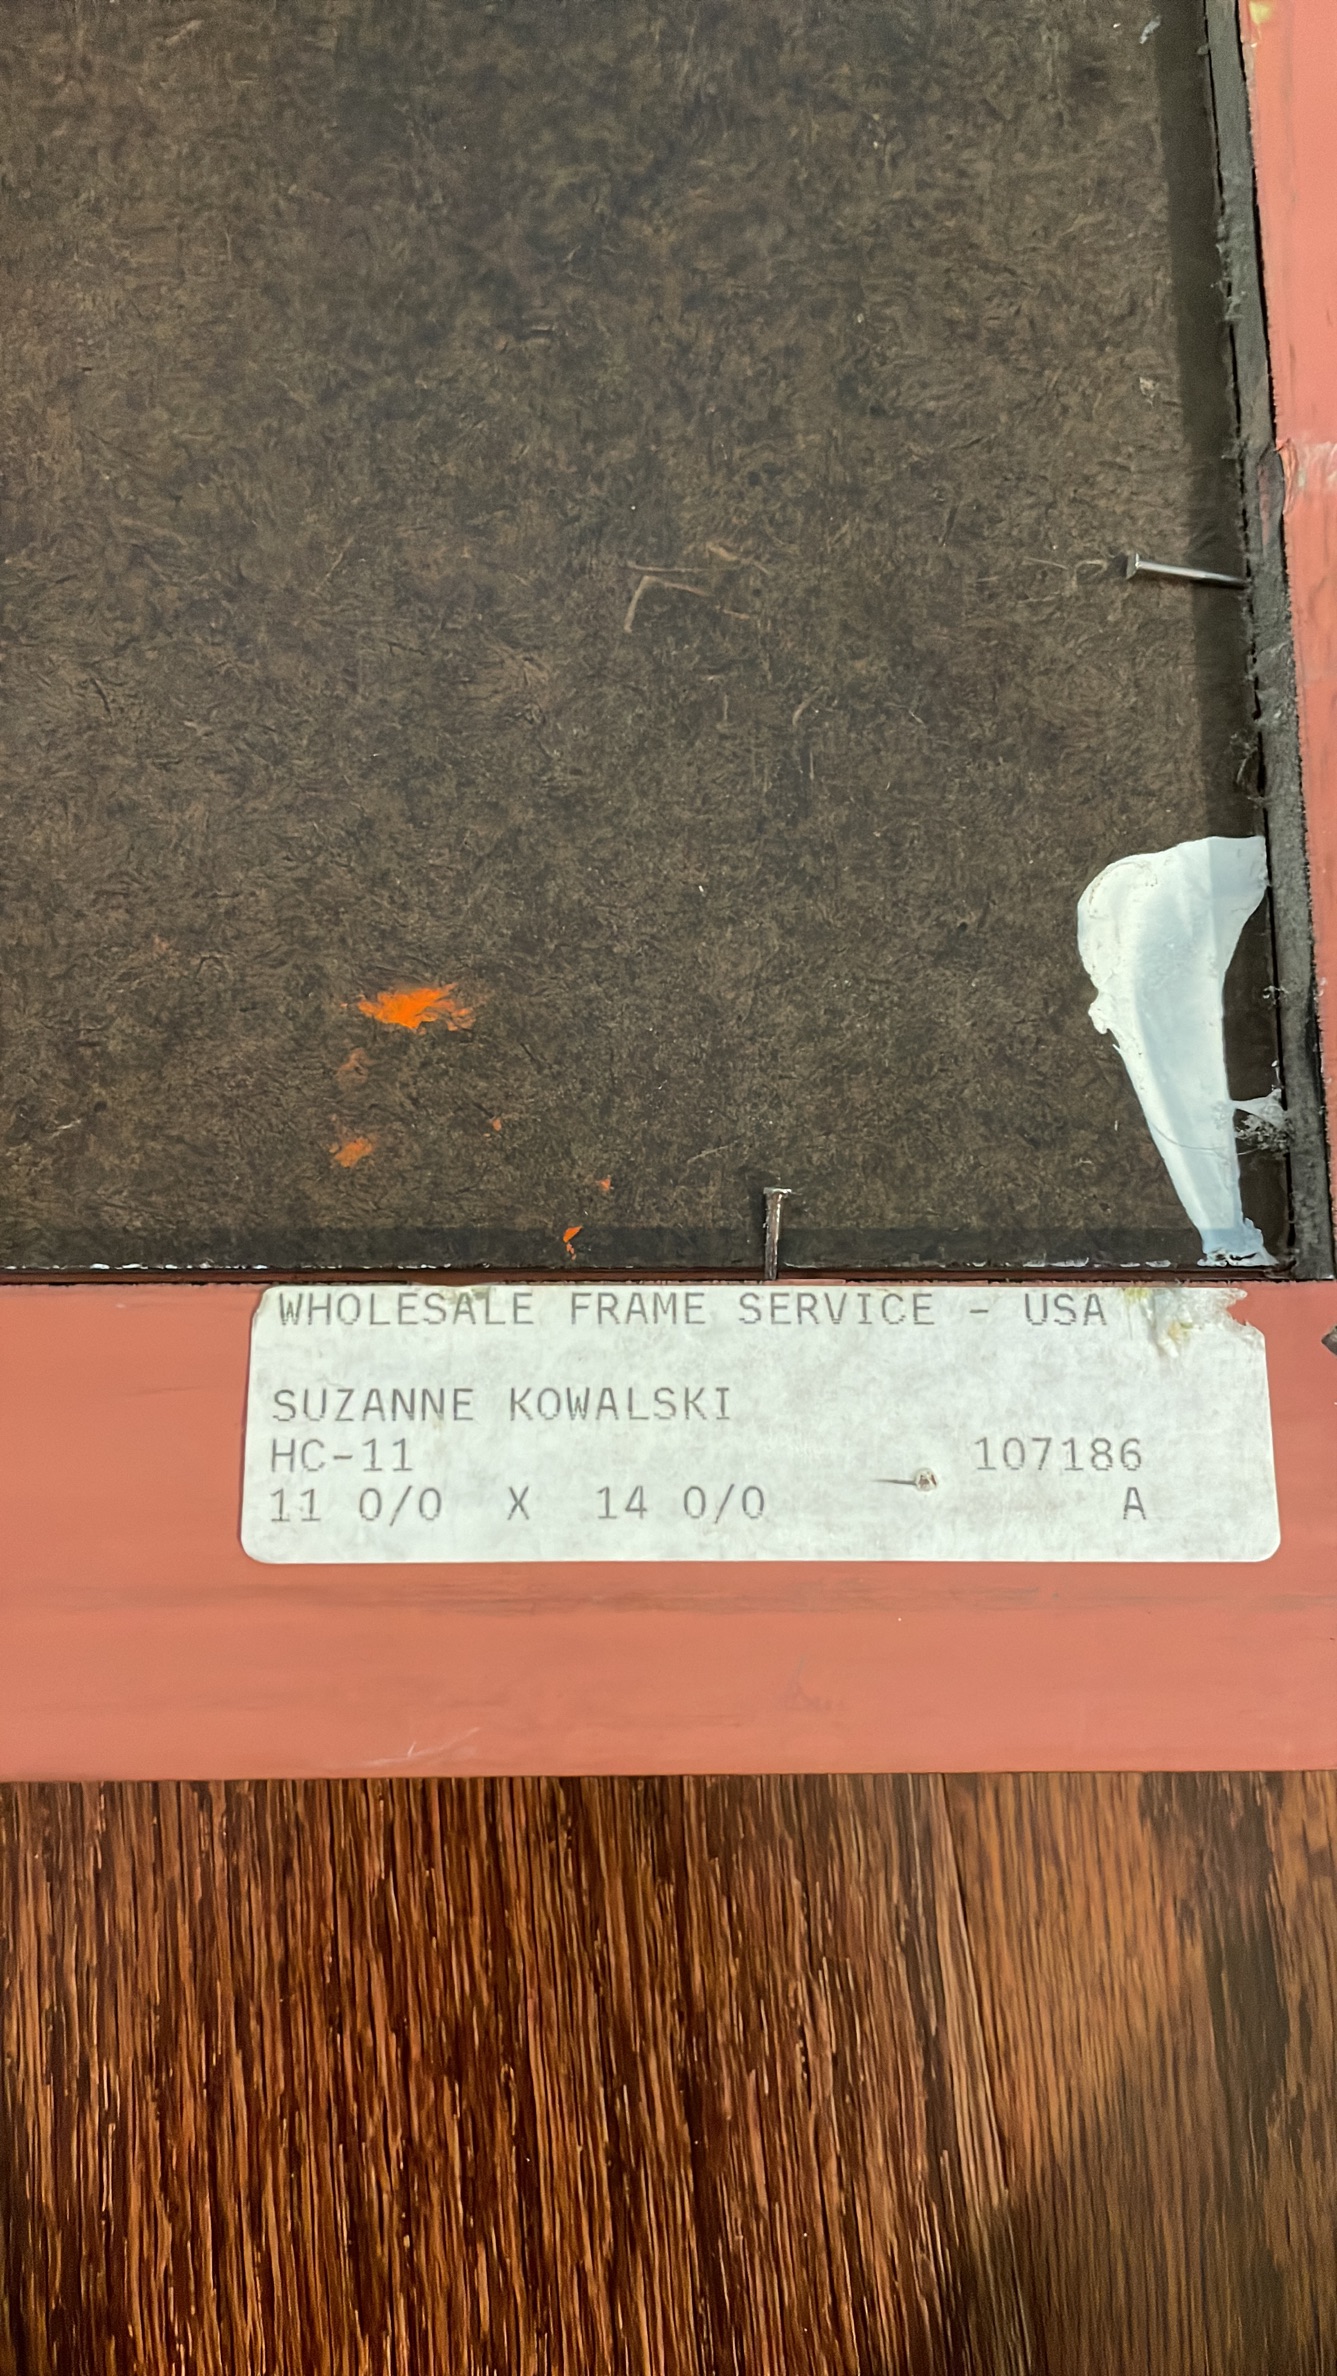 WHOLESALE FRAME SERVICE - USA
SUZANNE KOWALSKI
HC-11 107186
11 0/0 X 14 0/0 A